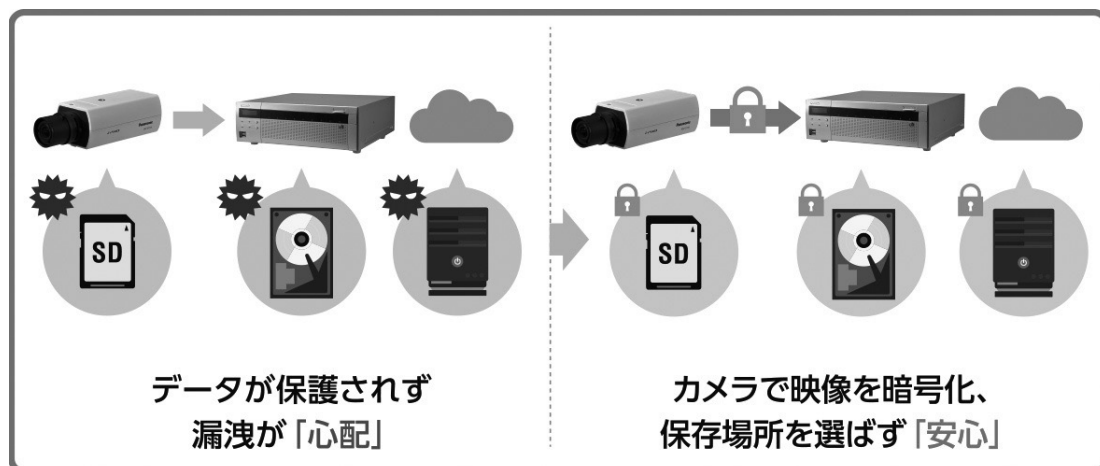 Panasonic
SD
SD
データが保護されず
漏洩が「心配」
カメラで映像を暗号化、
保存場所を選ばず「安心」